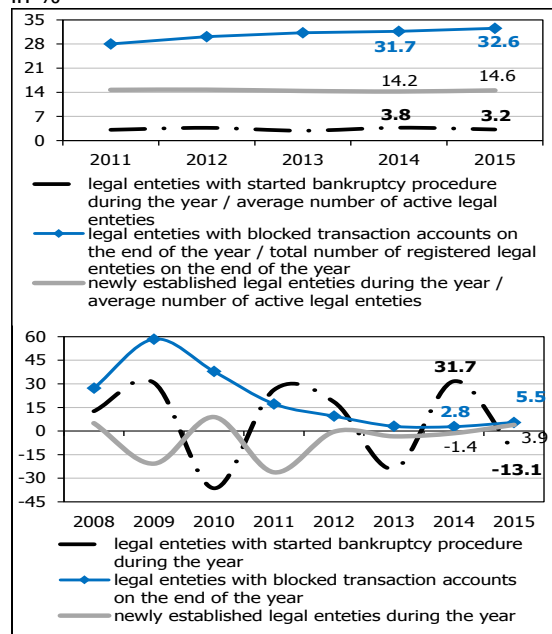 35
28
21
14
7
0
31.7
32.6
14.2
14.6
3.8
3.2
2011 2012 2013 2014 2015
legal enteties with started bankruptcy procedure
during the year / average number of active legal
enteties
legal enteties with blocked transaction accounts on
the end of the year / total number of registered legal
enteties on the end of the year
newly established legal enteties during the year /
average number of active legal enteties
60
45
30
15
0
-15
-30
-45
31.7
5.5
2.8
3.9
-1.4
-13.1
2008 2009 2010 2011 2012 2013 2014 2015
legal enteties with started bankruptcy procedure
during the year
legal enteties with blocked transaction accounts
on the end of the year
newly established legal enteties during the year